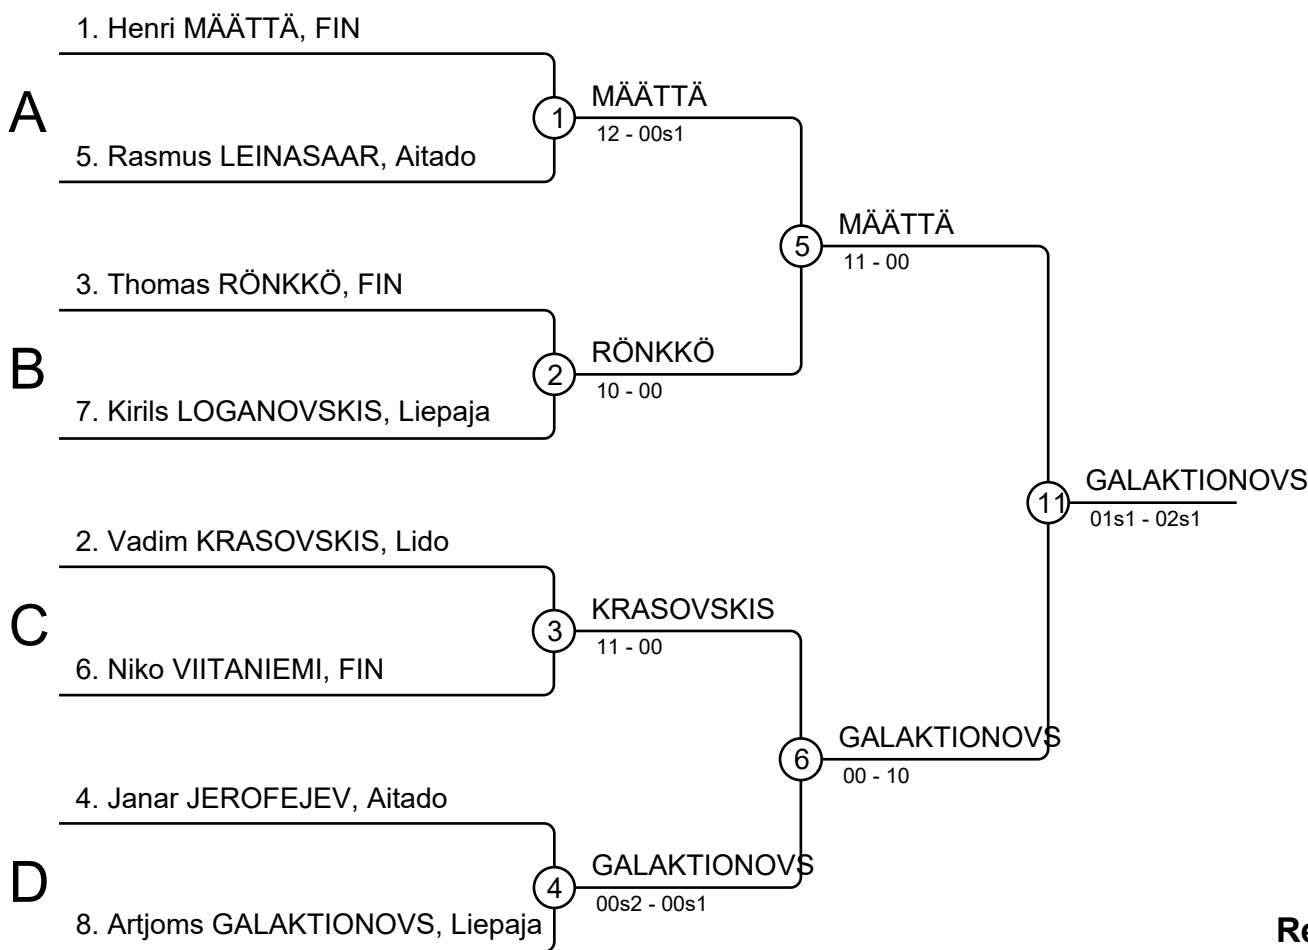 1. Henri MÄÄTTÄ, FIN
A
1
MÄÄTTÄ
12 - 00s1
5. Rasmus LEINASAAR, Aitado
5
MÄÄTTÄ
11 - 00
3. Thomas RÖNKKÖ, FIN
B
2
RÖNKKÖ
10 - 00
7. Kirils LOGANOVSKIS, Liepaja
11
GALAKTIONOVS
01s1 - 02s1
2. Vadim KRASOVSKIS, Lido
C
3
KRASOVSKIS
11 - 00
6. Niko VIITANIEMI, FIN
6
GALAKTIONOVS
00 - 10
4. Janar JEROFEJEV, Aitado
D
4
GALAKTIONOVS
00s2 - 00s1
8. Artjoms GALAKTIONOVS, Liepaja